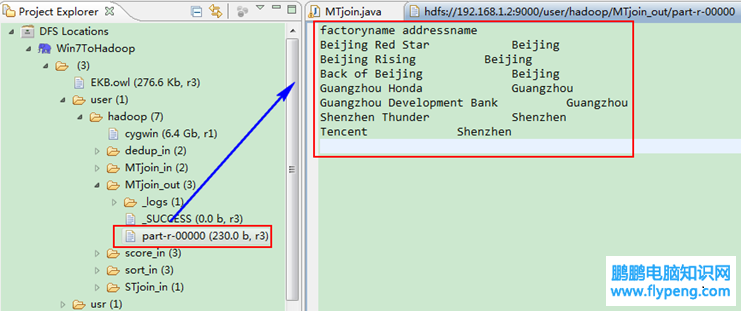 Project Explorer
DFS Locations
Win7ToHadoop
(3)
EKB.owl (276.6 Kb, r3)
user (1)
hadoop (7)
cygwin (6.4 Gb, r1)
dedup_in (2)
MTjoin_in (2)
MTjoin_out (3)
_logs (1)
_SUCCESS (0.0 b, r3)
part-r-00000 (230.0 b, r3)
score_in (3)
sort_in (3)
STjoin_in (1)
usr (1)
MTjoin.java
hdfs://192.168.1.2:9000/user/hadoop/MTjoin_out/part-r-00000
factoryname addressname
Beijing Red Star Beijing
Beijing Rising Beijing
Back of Beijing Beijing
Guangzhou Honda Guangzhou
Guangzhou Development Bank Guangzhou
Shenzhen Thunder Shenzhen
Tencent Shenzhen
鹏鹏电脑知识网
www.flypeng.com